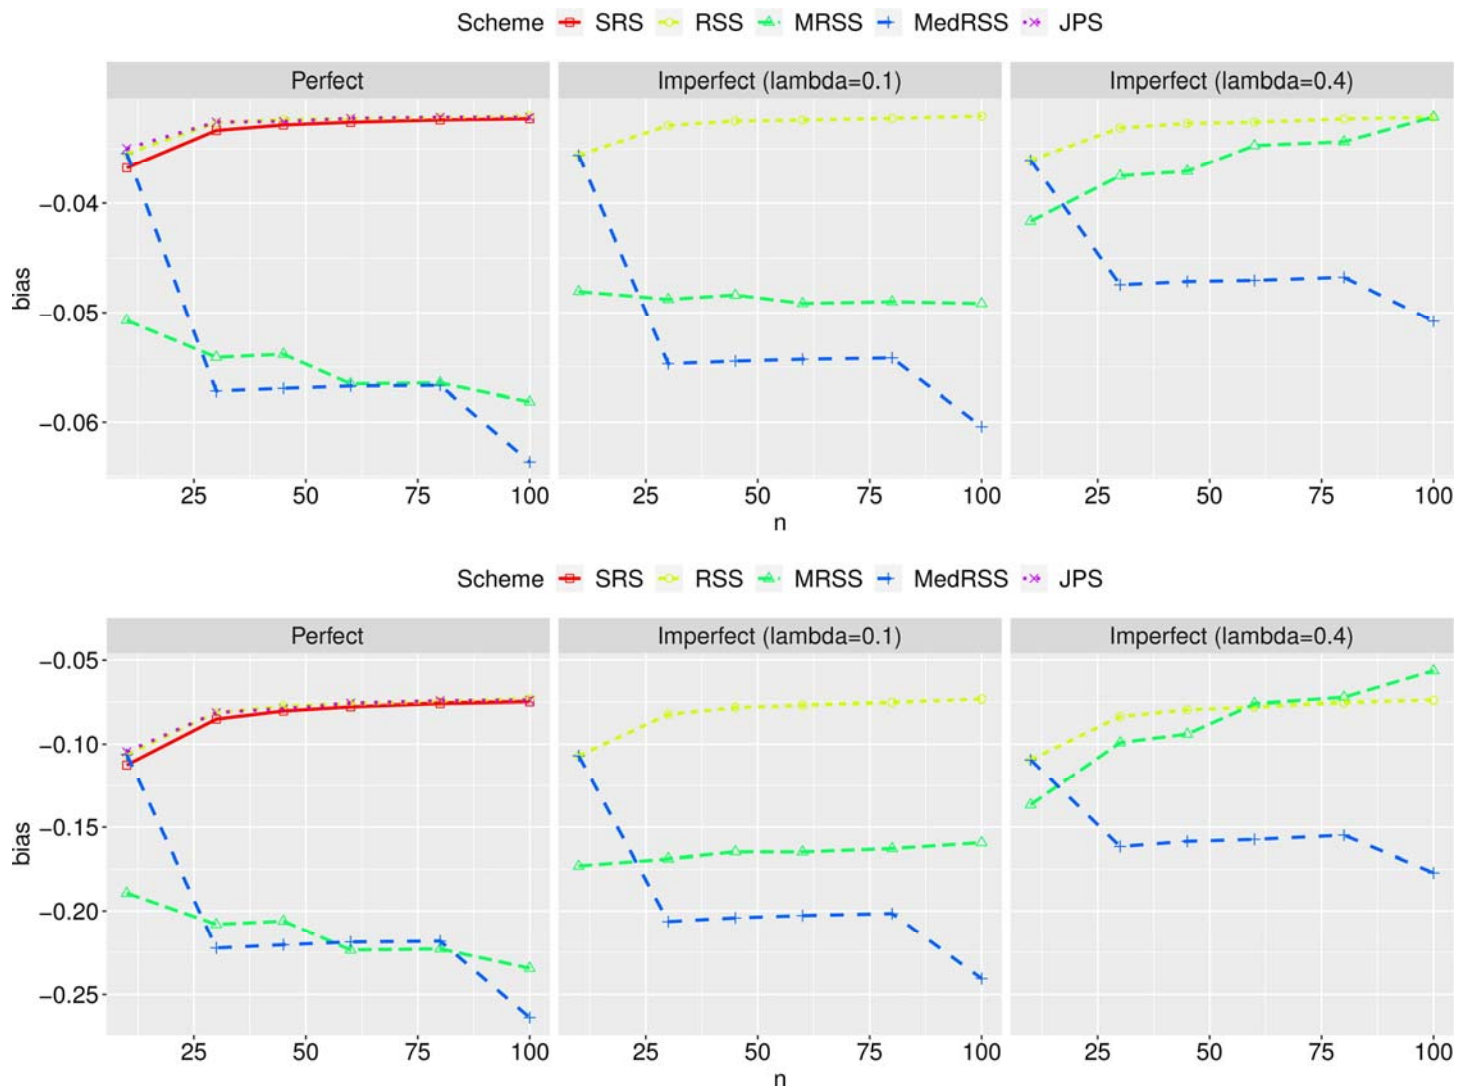 Scheme SRS RSS MRSS MedRSS JPS
Perfect Imperfect (lambda=0.1) Imperfect (lambda=0.4)
−0.04
−0.05
−0.06
bias
25 50 75 100 25 50 75 100 25 50 75 100
n
Scheme SRS RSS MRSS MedRSS JPS
Perfect Imperfect (lambda=0.1) Imperfect (lambda=0.4)
−0.05
−0.10
−0.15
−0.20
−0.25
bias
25 50 75 100 25 50 75 100 25 50 75 100
n